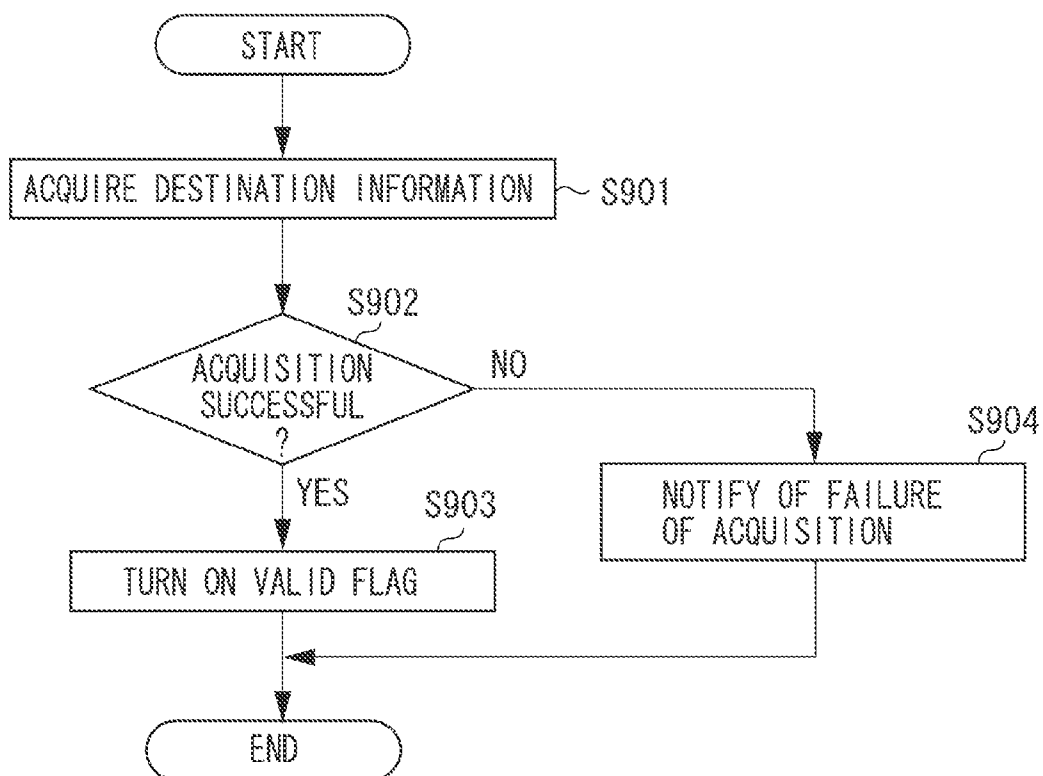 START
ACQUIRE DESTINATION INFORMATION
S901
S902
ACQUISITION
SUCCESSFUL
?
NO
YES
S904
NOTIFY OF FAILURE
OF ACQUISITION
S903
TURN ON VALID FLAG
END